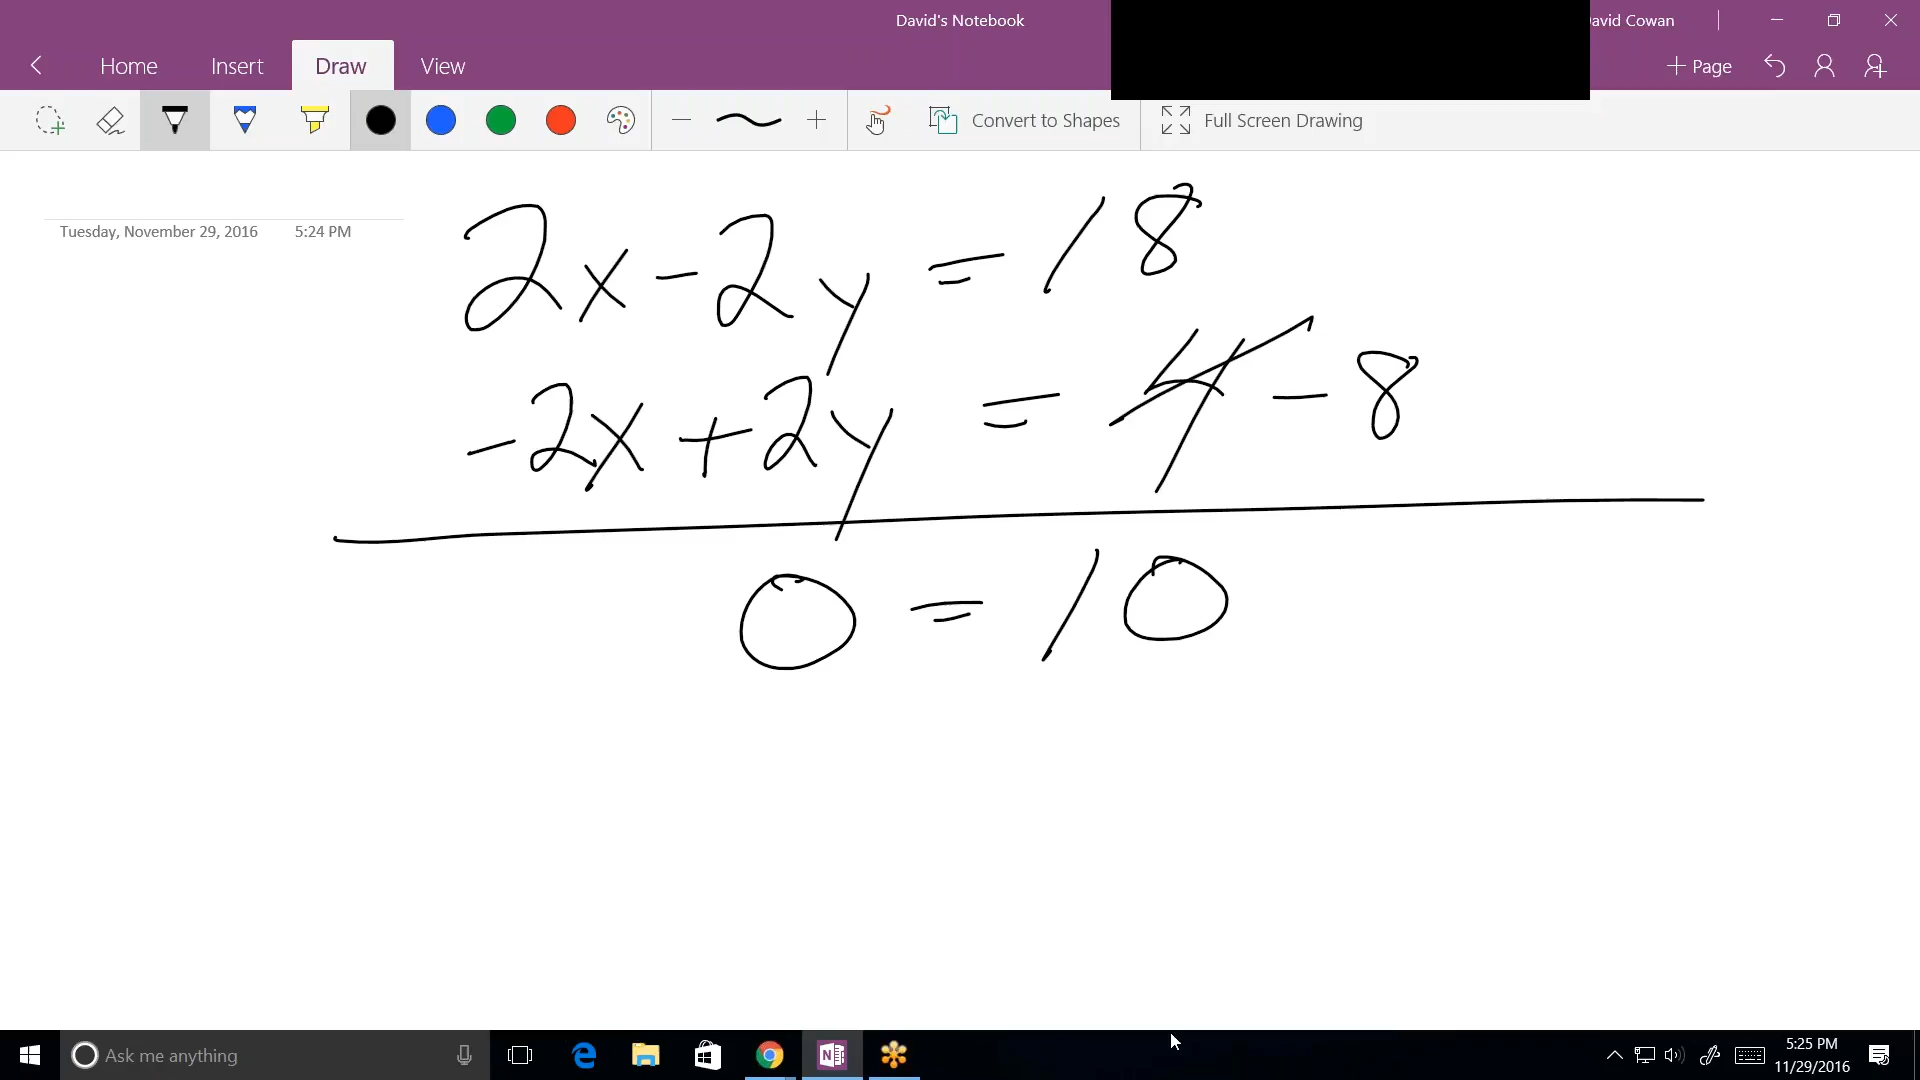 David's Notebook
avid Cowan
Home Insert Draw View
Page
Convert to Shapes Full Screen Drawing
Tuesday, November 29, 2016 5:24 PM
2x - 2y = 18
-2x + 2y = 4 - 8
0 = 10
Ask me anything
5:25 PM
11/29/2016